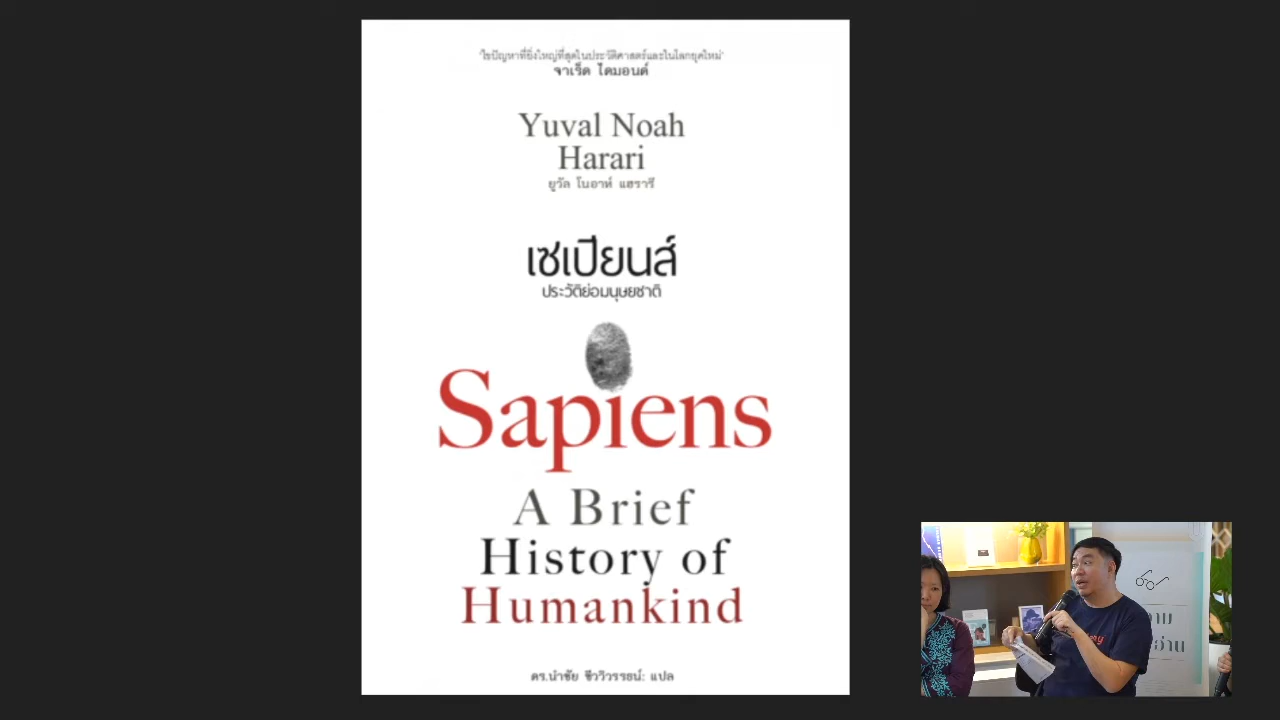 'ไขปัญหาที่ยิ่งใหญ่ที่สุดในประวัติศาสตร์และในโลกยุคใหม่'
จาเร็ด ไดมอนด์
Yuval Noah
Harari
ยูวัล โนอาห์ แฮรารี
เซเปียนส์
ประวัติย่อมนุษยชาติ
Sapiens
A Brief
History of
Humankind
ดร.นำชัย ชีววิวรรธน์: แปล